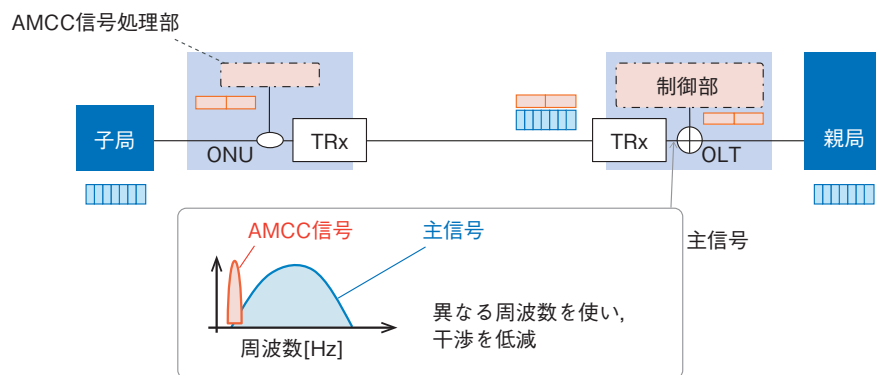 AMCC信号処理部
制御部
子局
TRx
TRx
親局
ONU
OLT
AMCC信号
主信号
主信号
異なる周波数を使い,
干渉を低減
周波数[Hz]